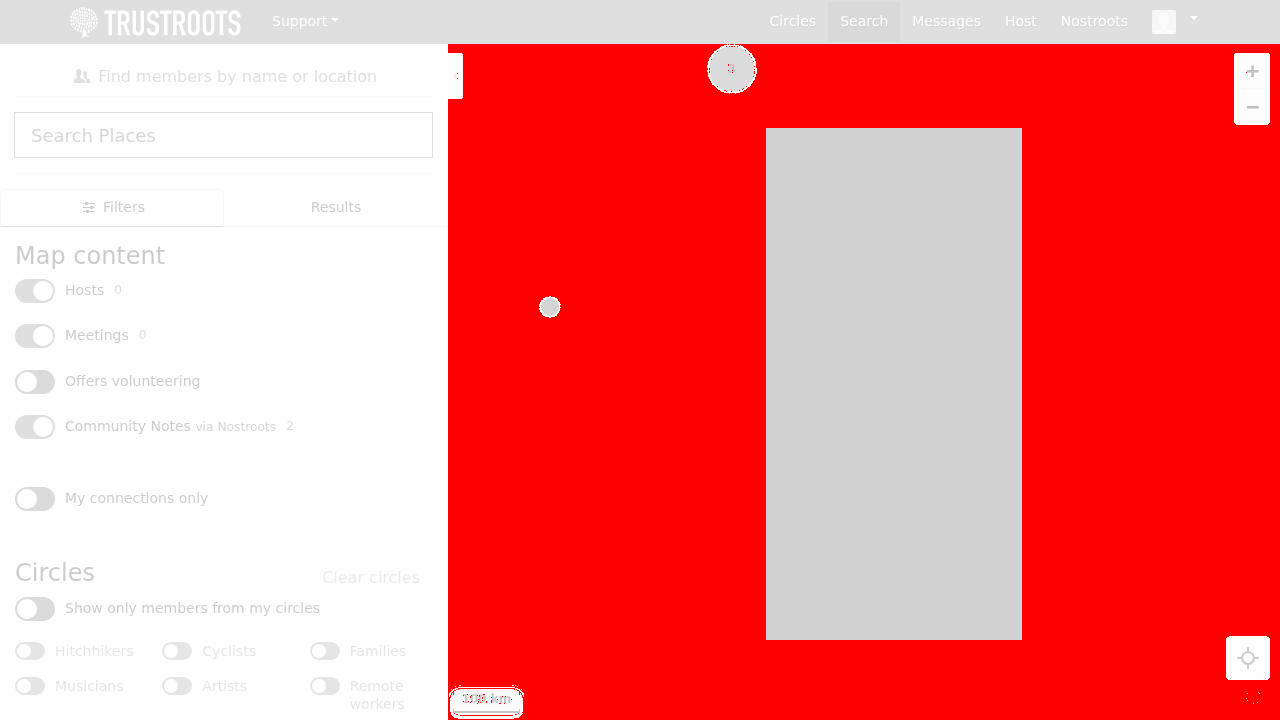 TRUSTROOTS
Support
Circles
Search
Messages
Host
Nostroots
Find members by name or location
Search Places
Filters
Results
Map content
Hosts 0
Meetings 0
Offers volunteering
Community Notes via Nostroots 2
My connections only
Circles
Clear circles
Show only members from my circles
Hitchhikers
Cyclists
Families
Musicians
Artists
Remote
workers